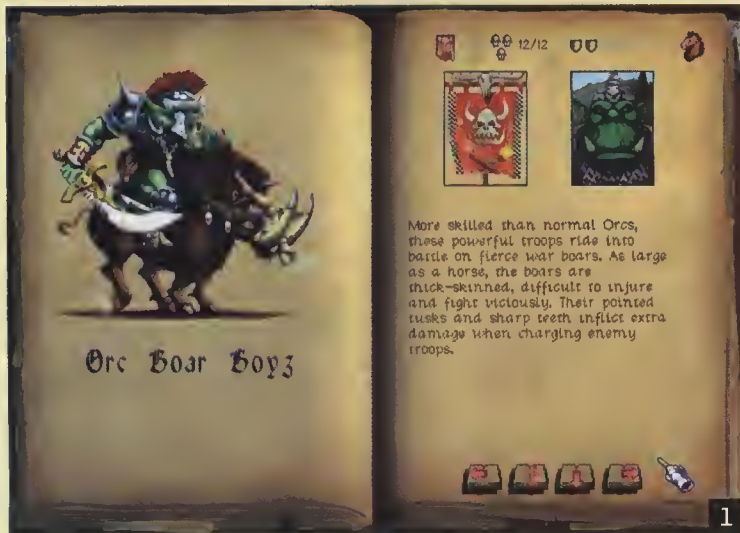 Orc Boar Boyz
12/12
More skilled than normal Orcs,
these powerful troops ride into
battle on fierce war boars. As large
as a horse, the boars are
thick-skinned, difficult to injure
and fight viciously. Their pointed
tusks and sharp teeth inflict extra
damage when charging enemy
troops.
1